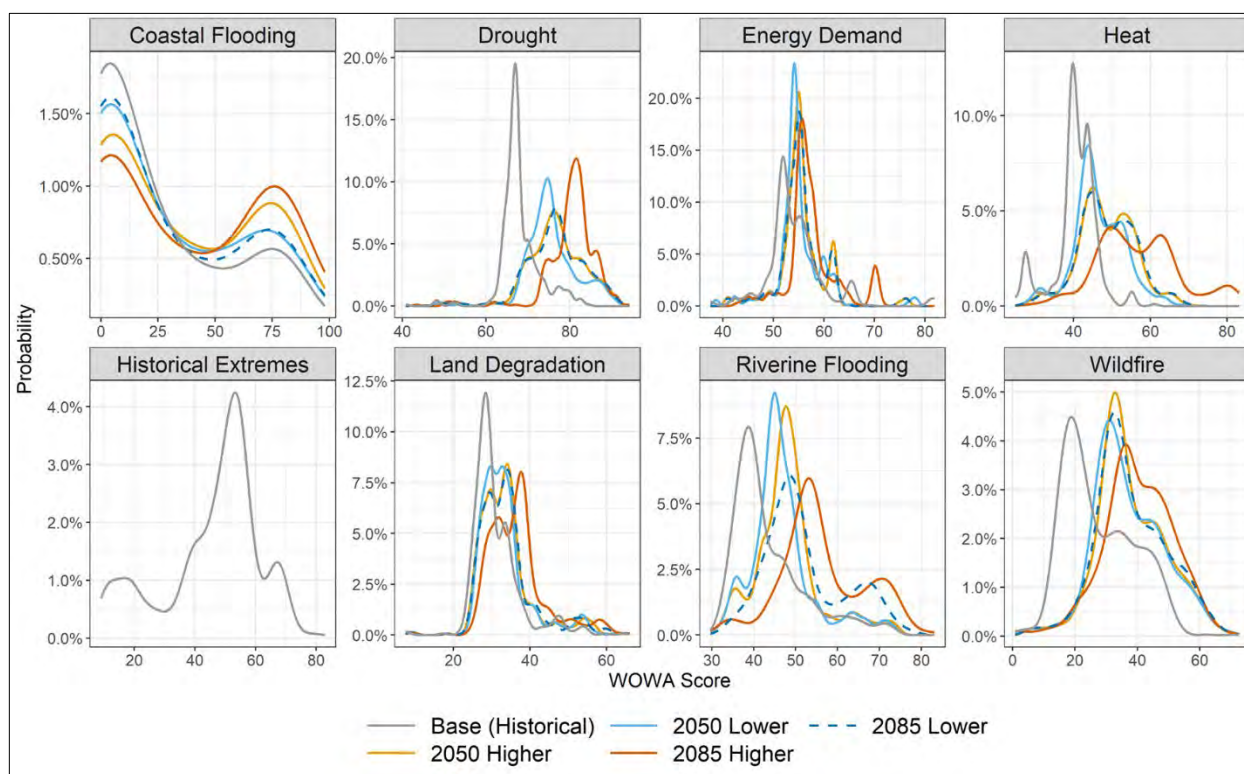 Coastal Flooding
Drought
Energy Demand
Heat
1.50%
1.00%
0.50%
0 25 50 75 100
20.0%
15.0%
10.0%
5.0%
0.0%
40 60 80
20.0%
15.0%
10.0%
5.0%
0.0%
40 50 60 70 80
10.0%
5.0%
0.0%
40 60 80
Probability
Historical Extremes
Land Degradation
Riverine Flooding
Wildfire
4.0%
3.0%
2.0%
1.0%
0.0%
20 40 60 80
12.5%
10.0%
7.5%
5.0%
2.5%
0.0%
20 40 60
7.5%
5.0%
2.5%
0.0%
30 40 50 60 70 80
5.0%
4.0%
3.0%
2.0%
1.0%
0.0%
0 20 40 60
WOWA Score
Base (Historical) 2050 Lower 2085 Lower
2050 Higher 2085 Higher